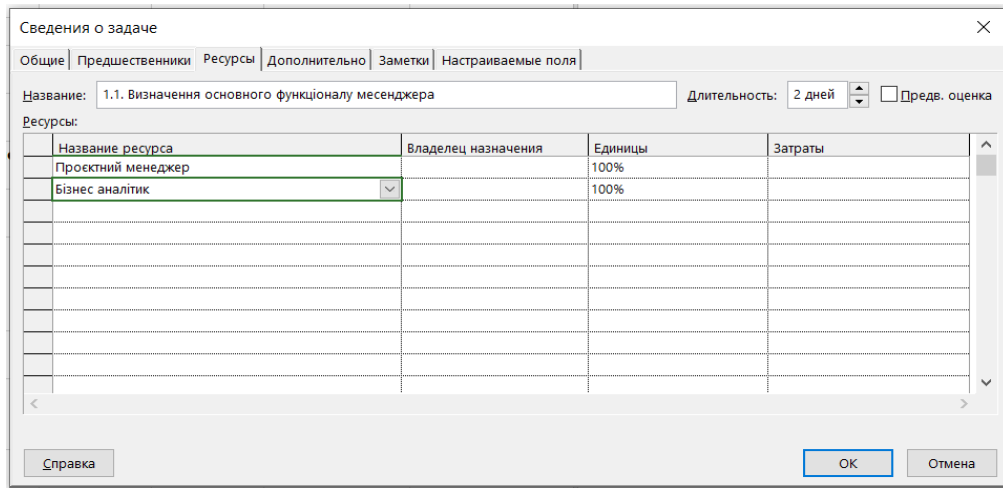 Сведения о задаче
Общие Предшественники Ресурсы Дополнительно Заметки Настраиваемые поля
Название: 1.1. Визначення основного функціоналу месенджера Длительность: 2 дней Предв. оценка
Ресурсы:
Название ресурса Владелец назначения Единицы Затраты
Проєктний менеджер 100%
Бізнес аналітик 100%
Справка ОК Отмена